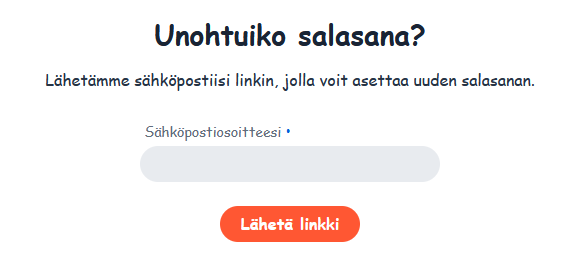 Unohtuiko salasana?
Lähetämme sähköpostiisi linkin, jolla voit asettaa uuden salasanan.
Sähköpostiosoitteesi •
Lähetä linkki